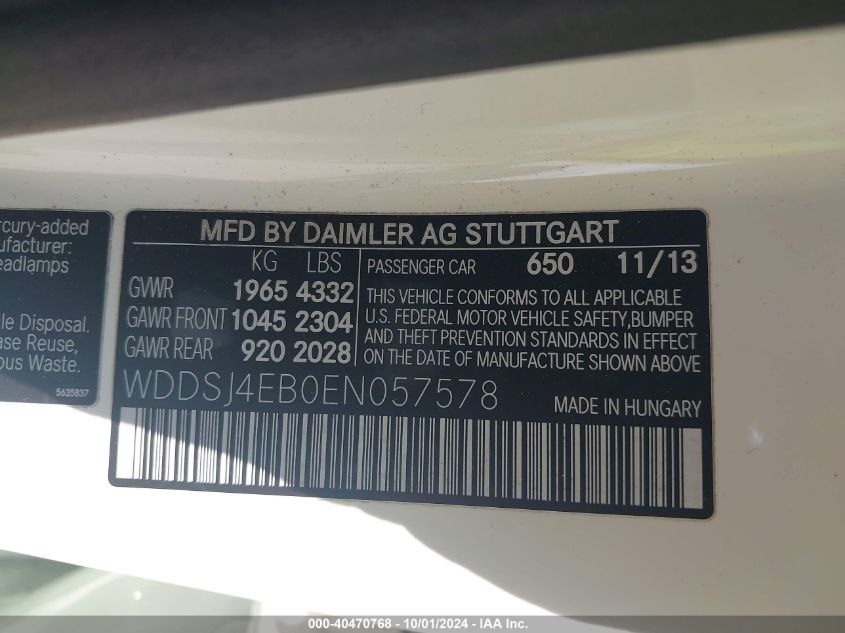 rcury-added
nufacturer:
eadlamps
le Disposal.
ase Reuse,
ous Waste.
5635837
MFD BY DAIMLER AG STUTTGART
KG LBS
GVWR 1965 4332
GAWR FRONT 1045 2304
GAWR REAR 920 2028
PASSENGER CAR 650 11/13
THIS VEHICLE CONFORMS TO ALL APPLICABLE
U.S. FEDERAL MOTOR VEHICLE SAFETY,BUMPER
AND THEFT PREVENTION STANDARDS IN EFFECT
ON THE DATE OF MANUFACTURE SHOWN ABOVE
WDDSJ4EB0EN057578
MADE IN HUNGARY
000-40470768 - 10/01/2024 - IAA Inc.